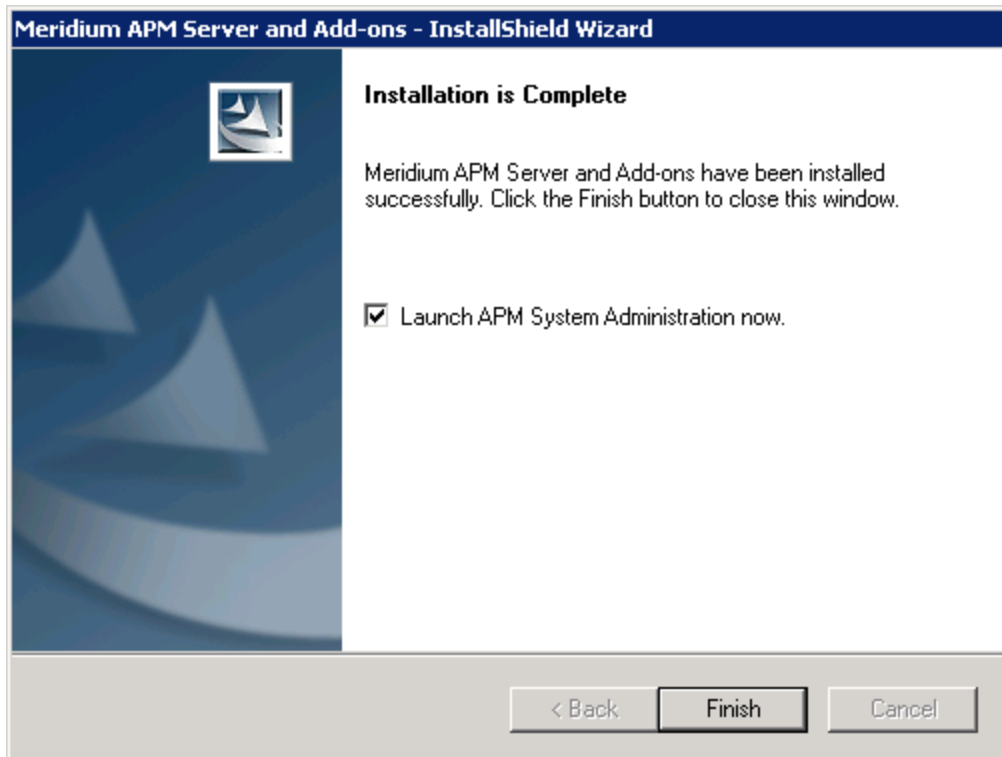 Meridium APM Server and Add-ons - InstallShield Wizard
Installation is Complete
Meridium APM Server and Add-ons have been installed
successfully. Click the Finish button to close this window.
Launch APM System Administration now.
< Back
Finish
Cancel